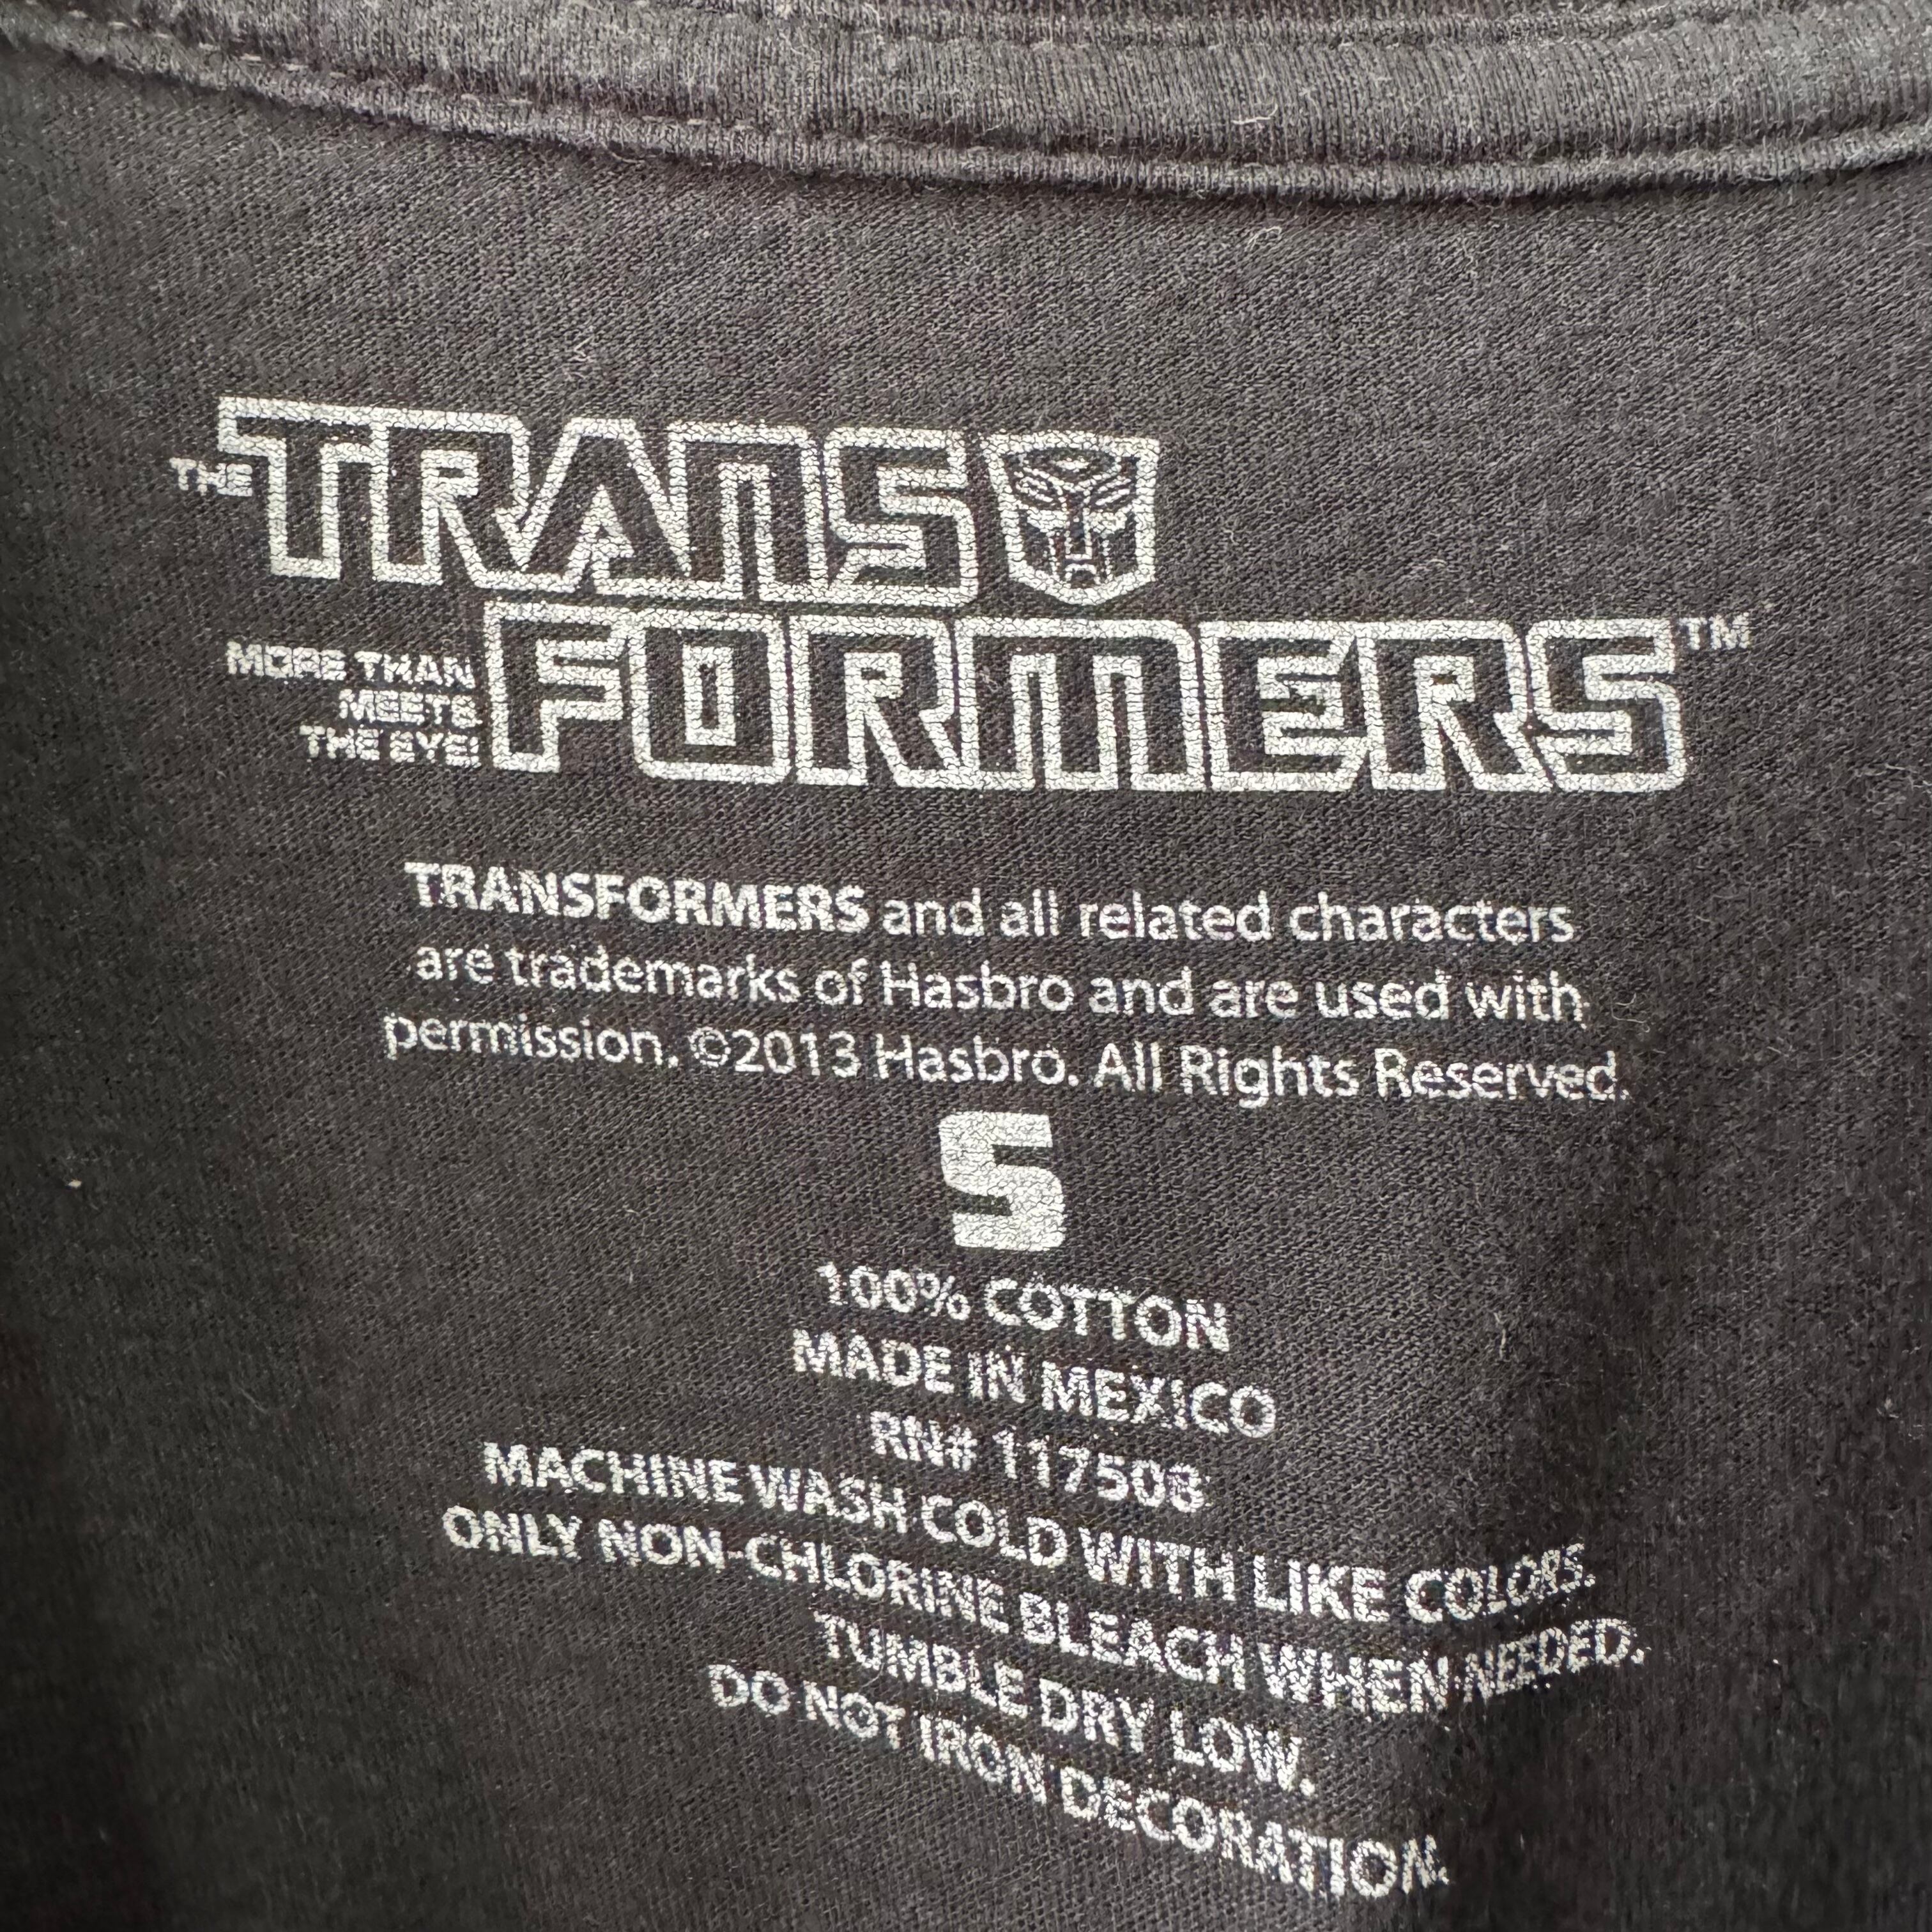 THE TRANS
FORMERS™
MORE THAN
MEETS
THE EYE!
TRANSFORMERS and all related characters
are trademarks of Hasbro and are used with
permission. ©2013 Hasbro. All Rights Reserved.
S
100% COTTON
MADE IN MEXICO
RN# 117508
MACHINE WASH COLD WITH LIKE COLORS.
ONLY NON-CHLORINE BLEACH WHEN NEEDED.
TUMBLE DRY LOW.
DO NOT IRON DECORATION.